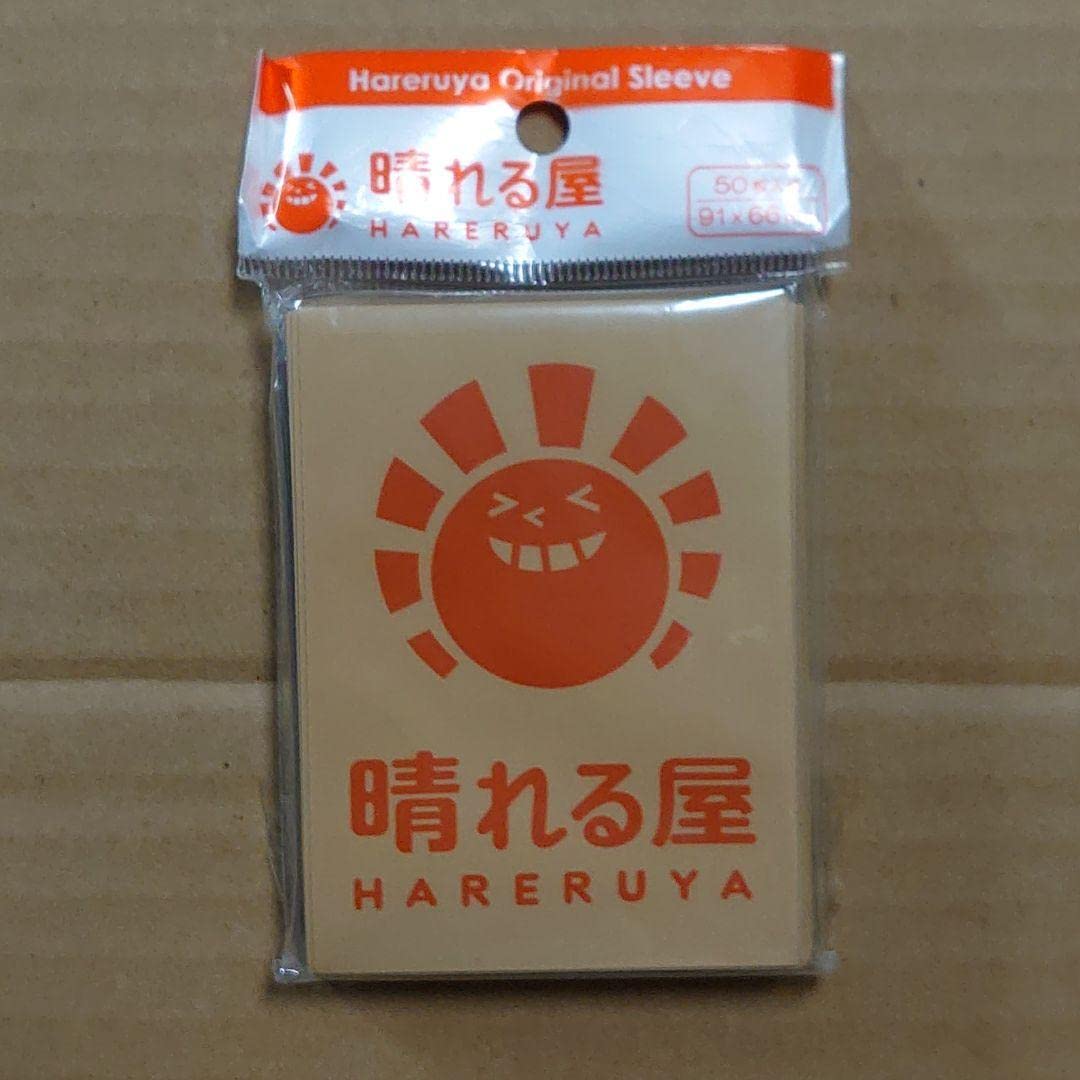 Hareruya Original Sleeve
晴れる屋
HARERUYA
50
91×66
晴れる屋
HARERUYA